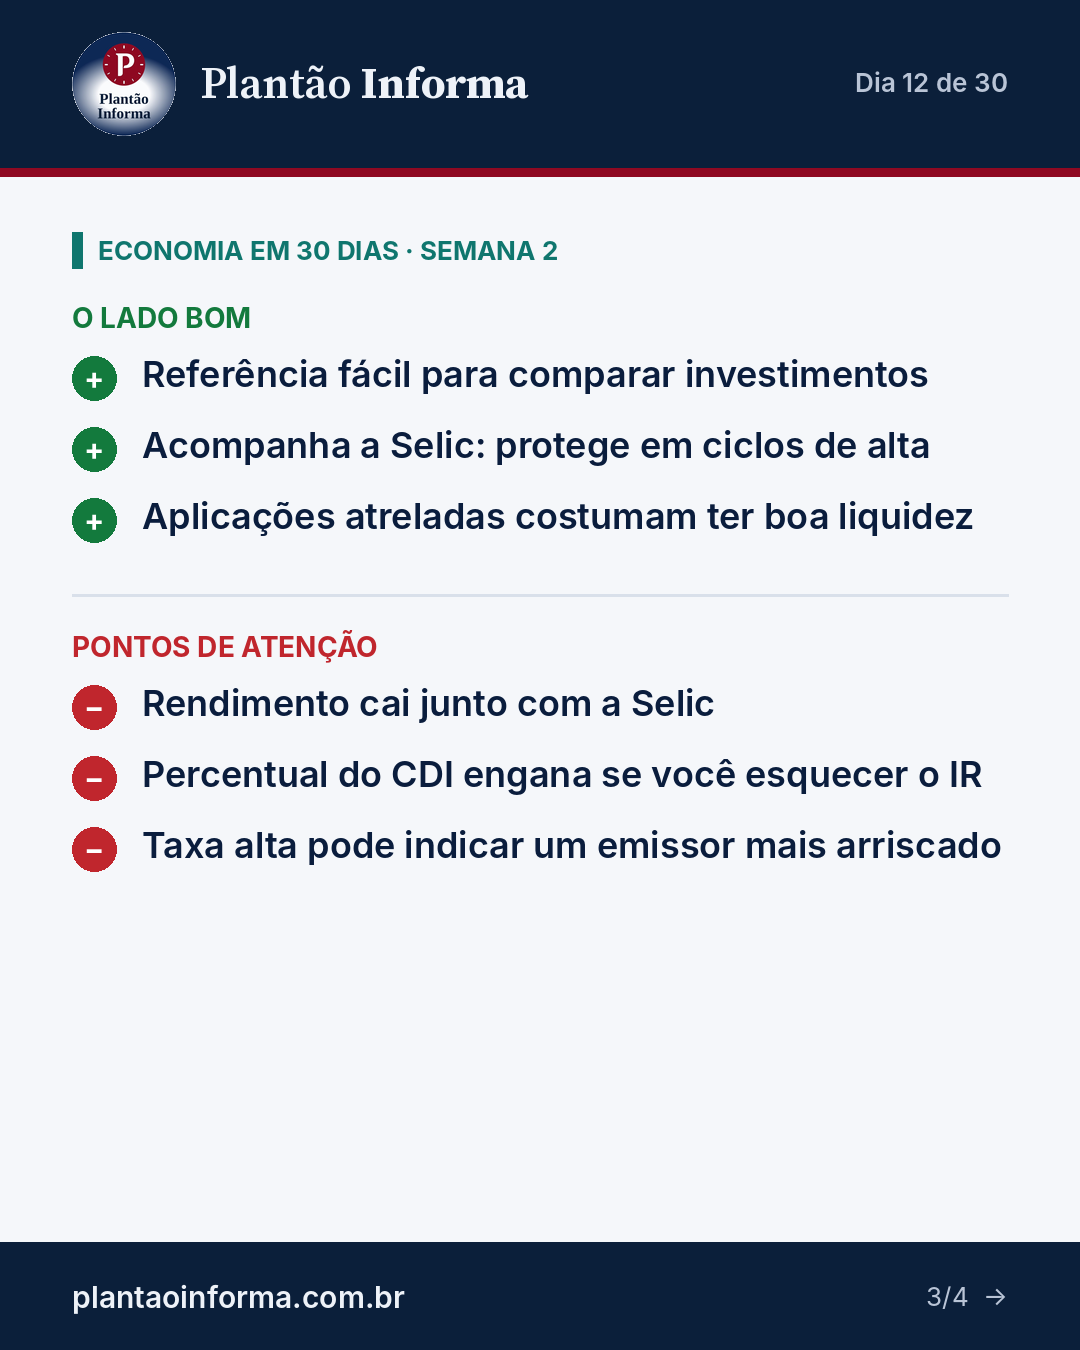 P
Plantão
Informa
Plantão Informa
Dia 12 de 30
ECONOMIA EM 30 DIAS · SEMANA 2
O LADO BOM
+ Referência fácil para comparar investimentos
+ Acompanha a Selic: protege em ciclos de alta
+ Aplicações atreladas costumam ter boa liquidez
PONTOS DE ATENÇÃO
– Rendimento cai junto com a Selic
– Percentual do CDI engana se você esquecer o IR
– Taxa alta pode indicar um emissor mais arriscado
plantaoinforma.com.br
3/4 →